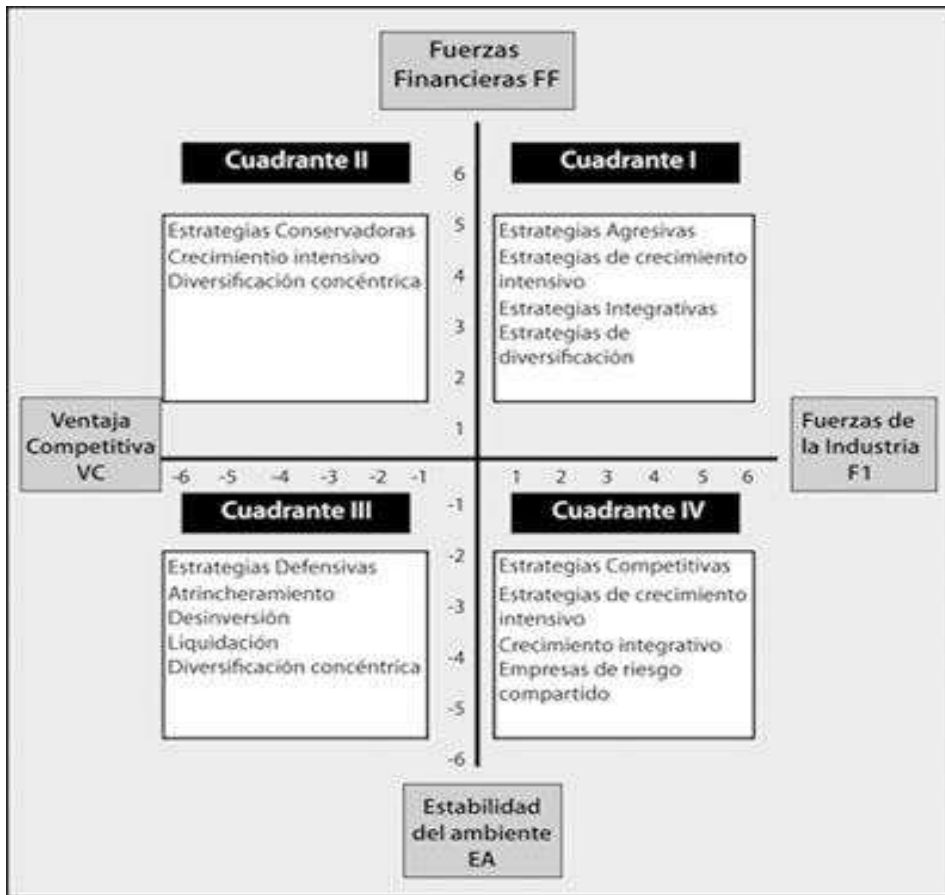 Fuerzas
Financieras FF
Cuadrante II
Cuadrante I
6
5
4
3
2
1
Estrategias Conservadoras
Crecimientio intensivo
Diversificación concéntrica
Estrategias Agresivas
Estrategias de crecimiento
intensivo
Estrategias Integrativas
Estrategias de
diversificación
Ventaja
Competitiva
VC
Fuerzas de
la Industria
F1
-6 -5 -4 -3 -2 -1 1 2 3 4 5 6
Cuadrante III
Cuadrante IV
-1
-2
-3
-4
-5
-6
Estrategias Defensivas
Atrincheramiento
Desinversión
Liquidación
Diversificación concéntrica
Estrategias Competitivas
Estrategias de crecimiento
intensivo
Crecimiento integrativo
Empresas de riesgo
compartido
Estabilidad
del ambiente
EA